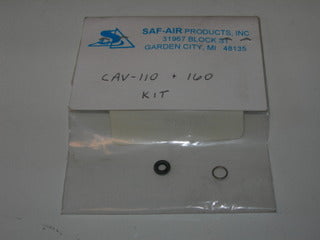 SAF-AIR PRODUCTS, INC
31967 BLOCK ST
GARDEN CITY, MI 48135
CAV-110 + 160
KIT